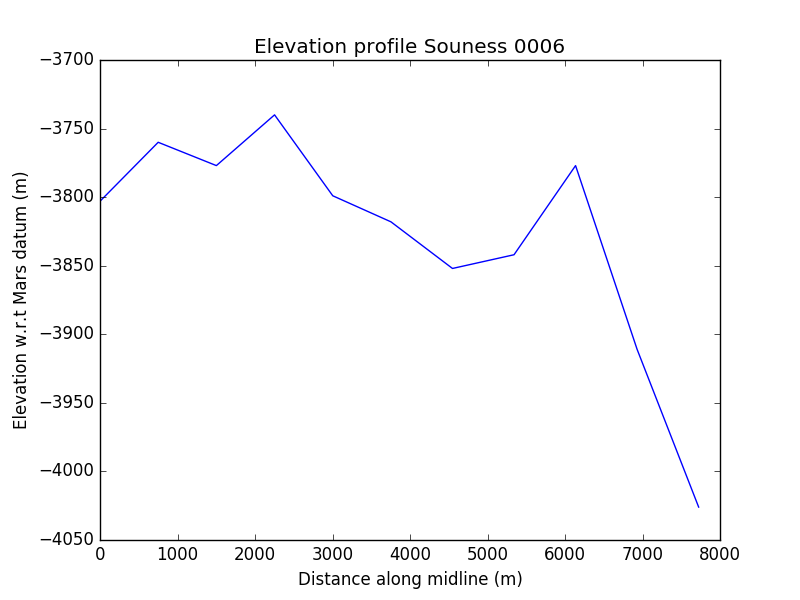 Elevation profile Souness 0006
−3700
−3750
−3800
−3850
−3900
−3950
−4000
−4050
Elevation w.r.t Mars datum (m)
0 1000 2000 3000 4000 5000 6000 7000 8000
Distance along midline (m)